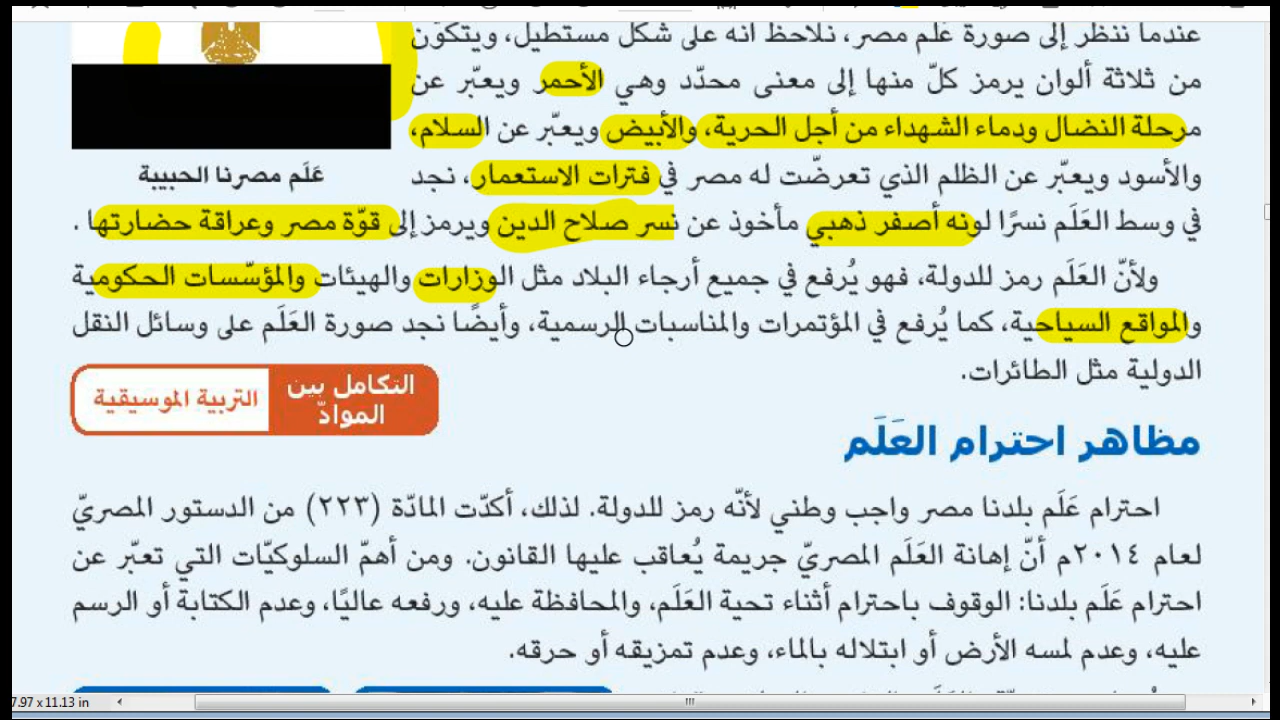 عندما ننظر إلى صورة عَلَم مصر، نلاحظ أنه على شكل مستطيل، ويتكوّن
من ثلاثة ألوان يرمز كلّ منها إلى معنى محدّد وهي الأحمر ويعبّر عن
مرحلة النضال ودماء الشهداء من أجل الحرية، والأبيض ويعبّر عن السلام،
والأسود ويعبّر عن الظلم الذي تعرضّت له مصر في فترات الاستعمار، نجد
في وسط العَلَم نسرًا لونه أصفر ذهبي مأخوذ عن نسر صلاح الدين ويرمز إلى قوّة مصر وعراقة حضارتها .
عَلَم مصرنا الحبيبة
ولأنّ العَلَم رمز للدولة، فهو يُرفع في جميع أرجاء البلاد مثل الوزارات والهيئات والمؤسّسات الحكومية
والمواقع السياحية، كما يُرفع في المؤتمرات والمناسبات الرسمية، وأيضًا نجد صورة العَلَم على وسائل النقل
الدولية مثل الطائرات.
التكامل بين
الموادّ
التربية الموسيقية
مظاهر احترام العَلَم
احترام عَلَم بلدنا مصر واجب وطني لأنّه رمز للدولة. لذلك، أكدّت المادّة (٢٢٣) من الدستور المصريّ
لعام ٢٠١٤م أنّ إهانة العَلَم المصريّ جريمة يُعاقب عليها القانون. ومن أهمّ السلوكيّات التي تعبّر عن
احترام عَلَم بلدنا: الوقوف باحترام أثناء تحية العَلَم، والمحافظة عليه، ورفعه عاليًا، وعدم الكتابة أو الرسم
عليه، وعدم لمسه الأرض أو ابتلاله بالماء، وعدم تمزيقه أو حرقه.
7.97 x 11.13 in